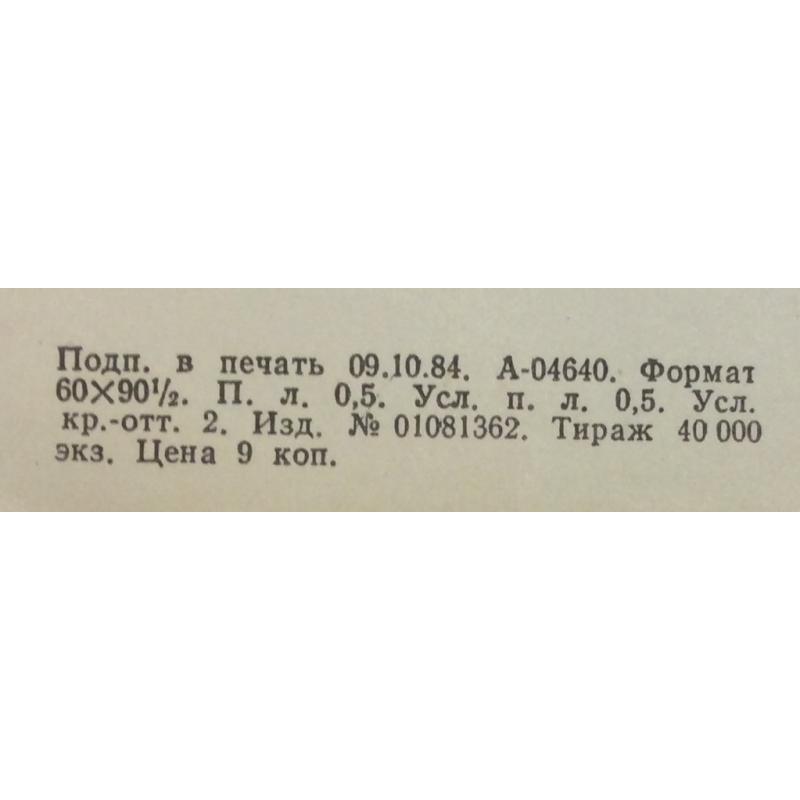 Подп. в печать 09.10.84. А-04640. Формат
60×90½. П. л. 0,5. Усл. п. л. 0,5. Усл.
кр.-отт. 2. Изд. № 01081362. Тираж 40 000
экз. Цена 9 коп.